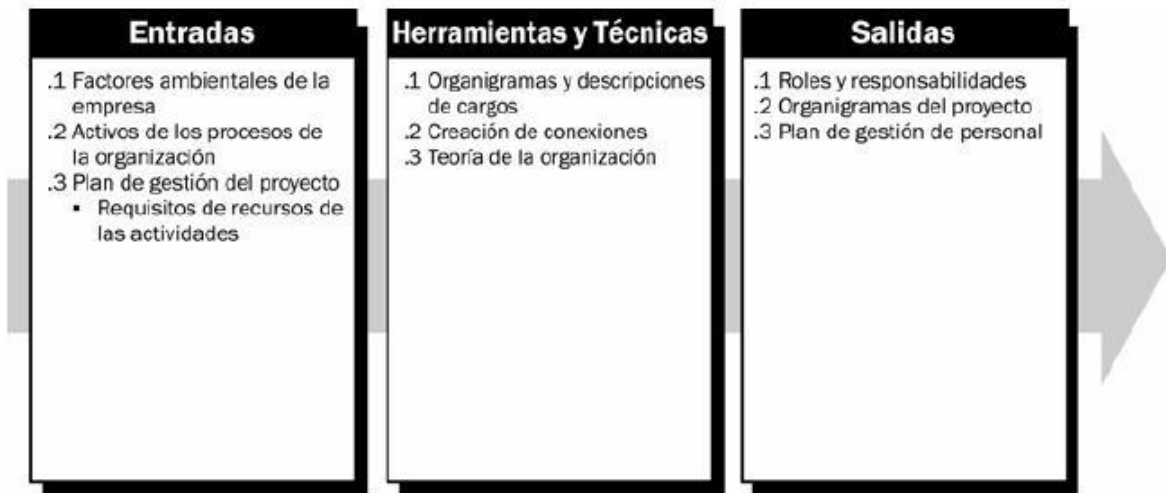 Entradas
.1 Factores ambientales de la
empresa
.2 Activos de los procesos de
la organización
.3 Plan de gestión del proyecto
▪ Requisitos de recursos de
las actividades
Herramientas y Técnicas
.1 Organigramas y descripciones
de cargos
.2 Creación de conexiones
.3 Teoría de la organización
Salidas
.1 Roles y responsabilidades
.2 Organigramas del proyecto
.3 Plan de gestión de personal